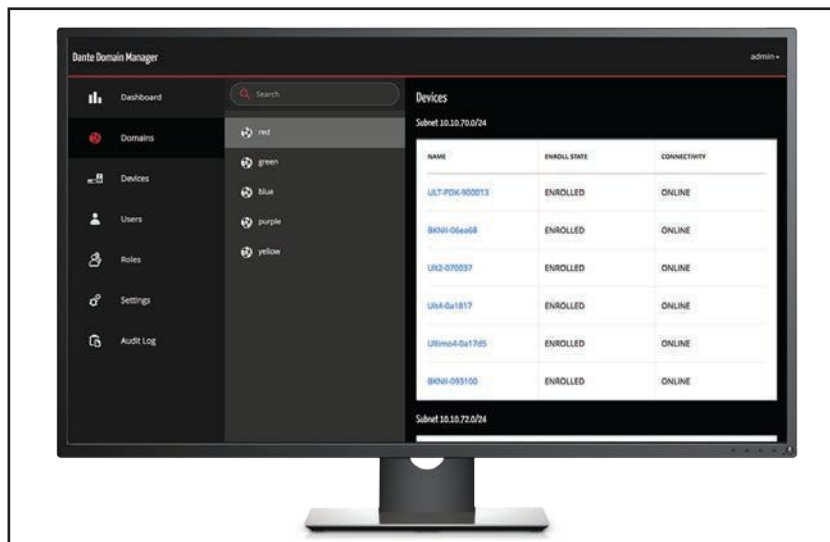 Dante Domain Manager
admin
Dashboard
Domains
Devices
Users
Roles
Settings
Audit Log
Search
red
green
blue
purple
yellow
Devices
Subnet 10.10.70.0/24
NAME ENROLL STATE CONNECTIVITY
ULT-PDK-900013 ENROLLED ONLINE
BKNII-06ea68 ENROLLED ONLINE
Ult2-070037 ENROLLED ONLINE
Ult4-0a1817 ENROLLED ONLINE
Ultimo4-0a17d5 ENROLLED ONLINE
BKNII-093100 ENROLLED ONLINE
Subnet 10.10.72.0/24